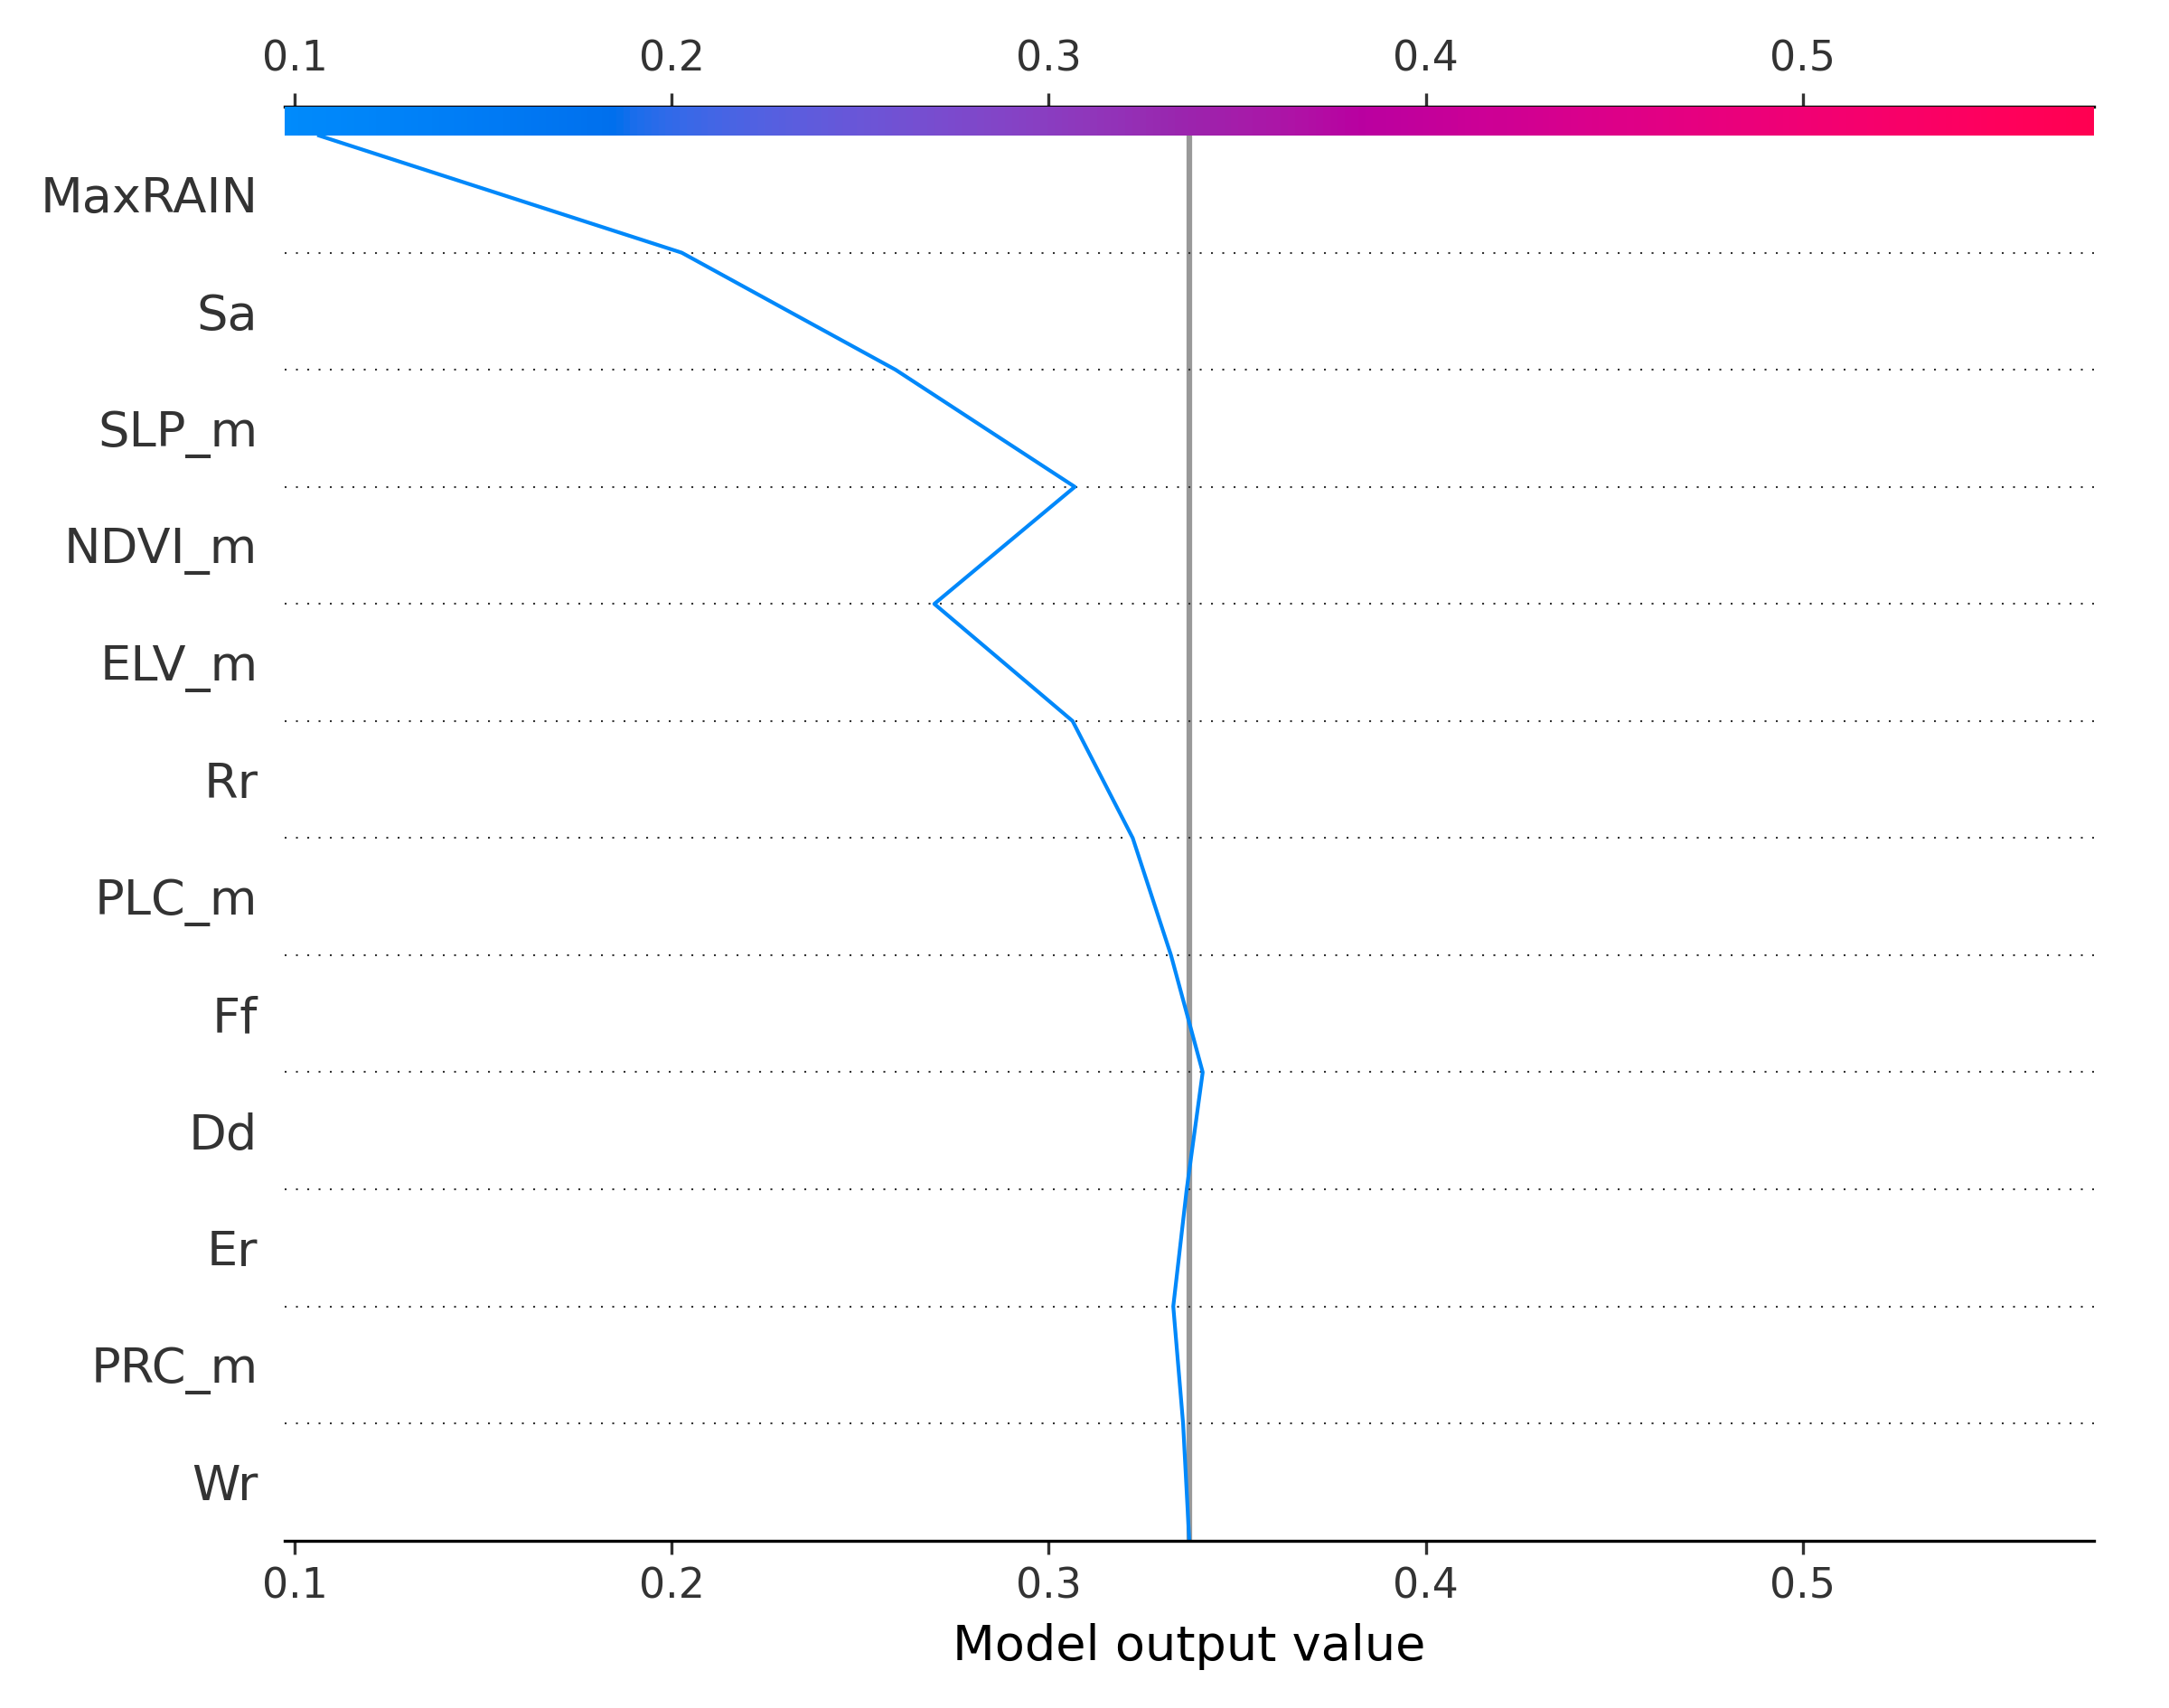 0.1 0.2 0.3 0.4 0.5
MaxRAIN
Sa
SLP_m
NDVI_m
ELV_m
Rr
PLC_m
Ff
Dd
Er
PRC_m
Wr
0.1 0.2 0.3 0.4 0.5
Model output value